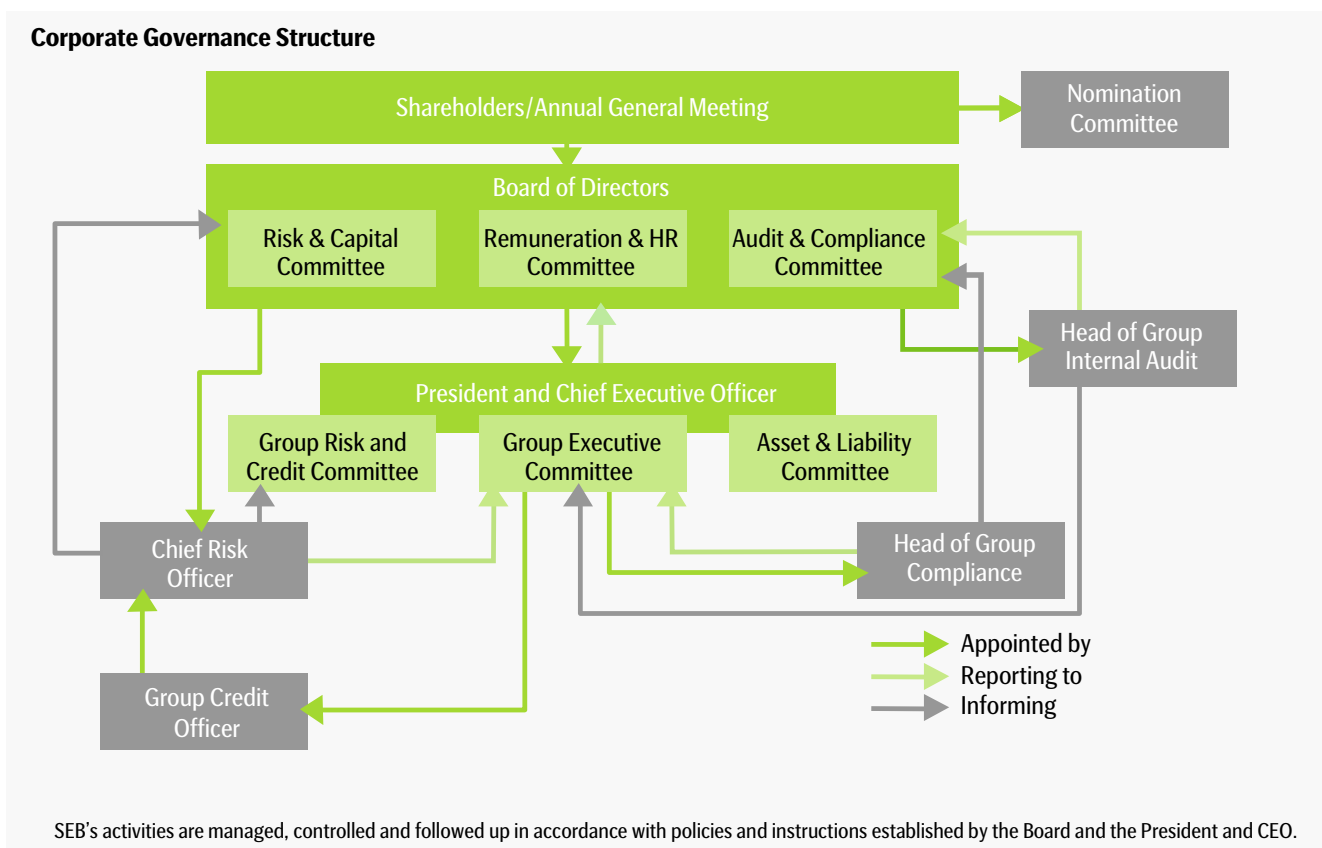 Corporate Governance Structure
Shareholders/Annual General Meeting
Nomination
Committee
Board of Directors
Risk & Capital
Committee
Remuneration & HR
Committee
Audit & Compliance
Committee
Head of Group
Internal Audit
President and Chief Executive Officer
Group Risk and
Credit Committee
Group Executive
Committee
Asset & Liability
Committee
Chief Risk
Officer
Head of Group
Compliance
Group Credit
Officer
Appointed by
Reporting to
Informing
SEB's activities are managed, controlled and followed up in accordance with policies and instructions established by the Board and the President and CEO.